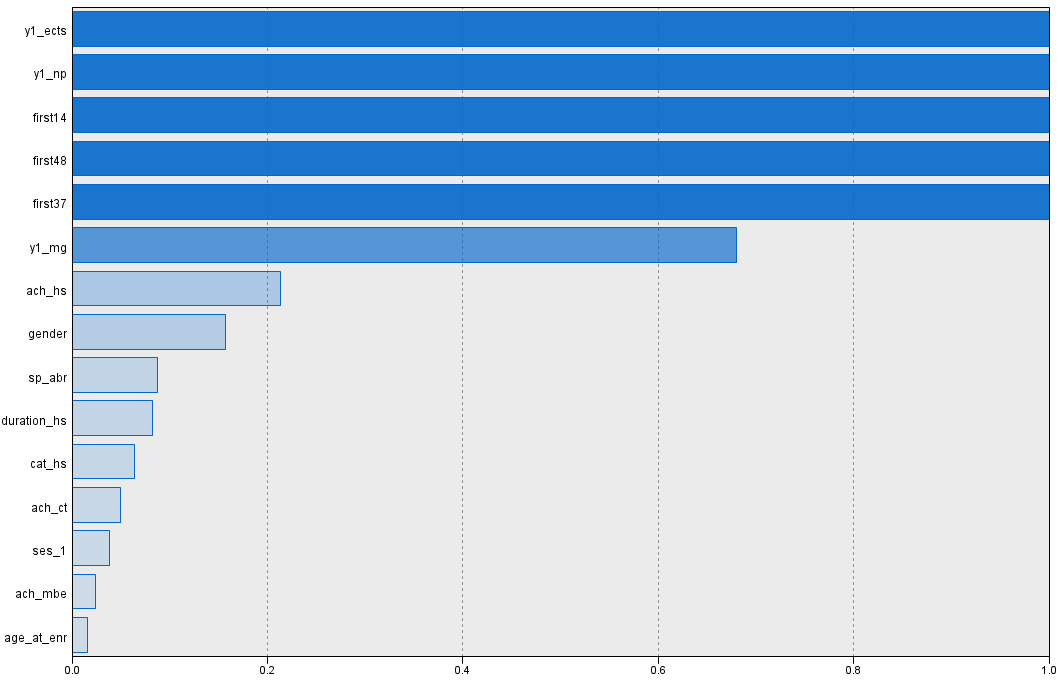 y1_ects
y1_np
first14
first48
first37
y1_mg
ach_hs
gender
sp_abr
duration_hs
cat_hs
ach_ct
ses_1
ach_mbe
age_at_enr
0.0 0.2 0.4 0.6 0.8 1.0